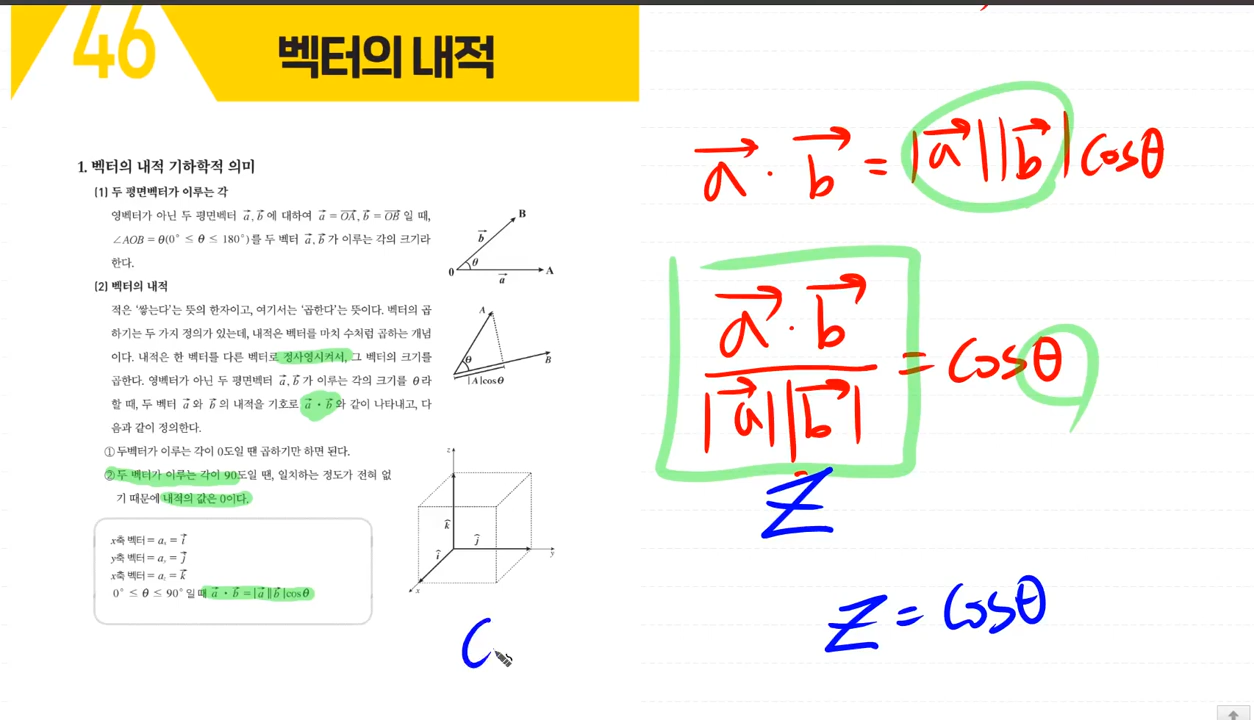 46
벡터의 내적
1. 벡터의 내적 기하학적 의미
(1) 두 평면벡터가 이루는 각
영벡터가 아닌 두 평면벡터 a⃗, b⃗ 에 대하여 a⃗ = OA⃗, b⃗ = OB⃗ 일 때,
∠AOB = θ(0° ≤ θ ≤ 180°)를 두 벡터 a⃗, b⃗ 가 이루는 각의 크기라
한다.
B
b⃗
θ
0
a⃗
A
(2) 벡터의 내적
적은 '쌓는다'는 뜻의 한자이고, 여기서는 '곱한다'는 뜻이다. 벡터의 곱
하기는 두 가지 정의가 있는데, 내적은 벡터를 마치 수처럼 곱하는 개념
이다. 내적은 한 벡터를 다른 벡터로 정사영시켜서, 그 벡터의 크기를
곱한다. 영벡터가 아닌 두 평면벡터 a⃗, b⃗ 가 이루는 각의 크기를 θ라
할 때, 두 벡터 a⃗ 와 b⃗ 의 내적을 기호로 a⃗ • b⃗ 와 같이 나타내고, 다
음과 같이 정의한다.
A
θ
B
|A|cosθ
① 두벡터가 이루는 각이 0도일 땐 곱하기만 하면 된다.
② 두 벡터가 이루는 각이 90도일 땐, 일치하는 정도가 전혀 없
기 때문에 내적의 값은 0이다.
x축 벡터 = aₓ = i⃗
y축 벡터 = aᵧ = j⃗
x축 벡터 = a_z = k⃗
0° ≤ θ ≤ 90° 일 때 a⃗ • b⃗ = |a⃗||b⃗|cosθ
z
k̂
ĵ
î
y
x
a⃗ · b⃗ = |a⃗||b⃗| cosθ
a⃗ · b⃗
|a⃗||b⃗|
= cosθ
Z
Z = cosθ